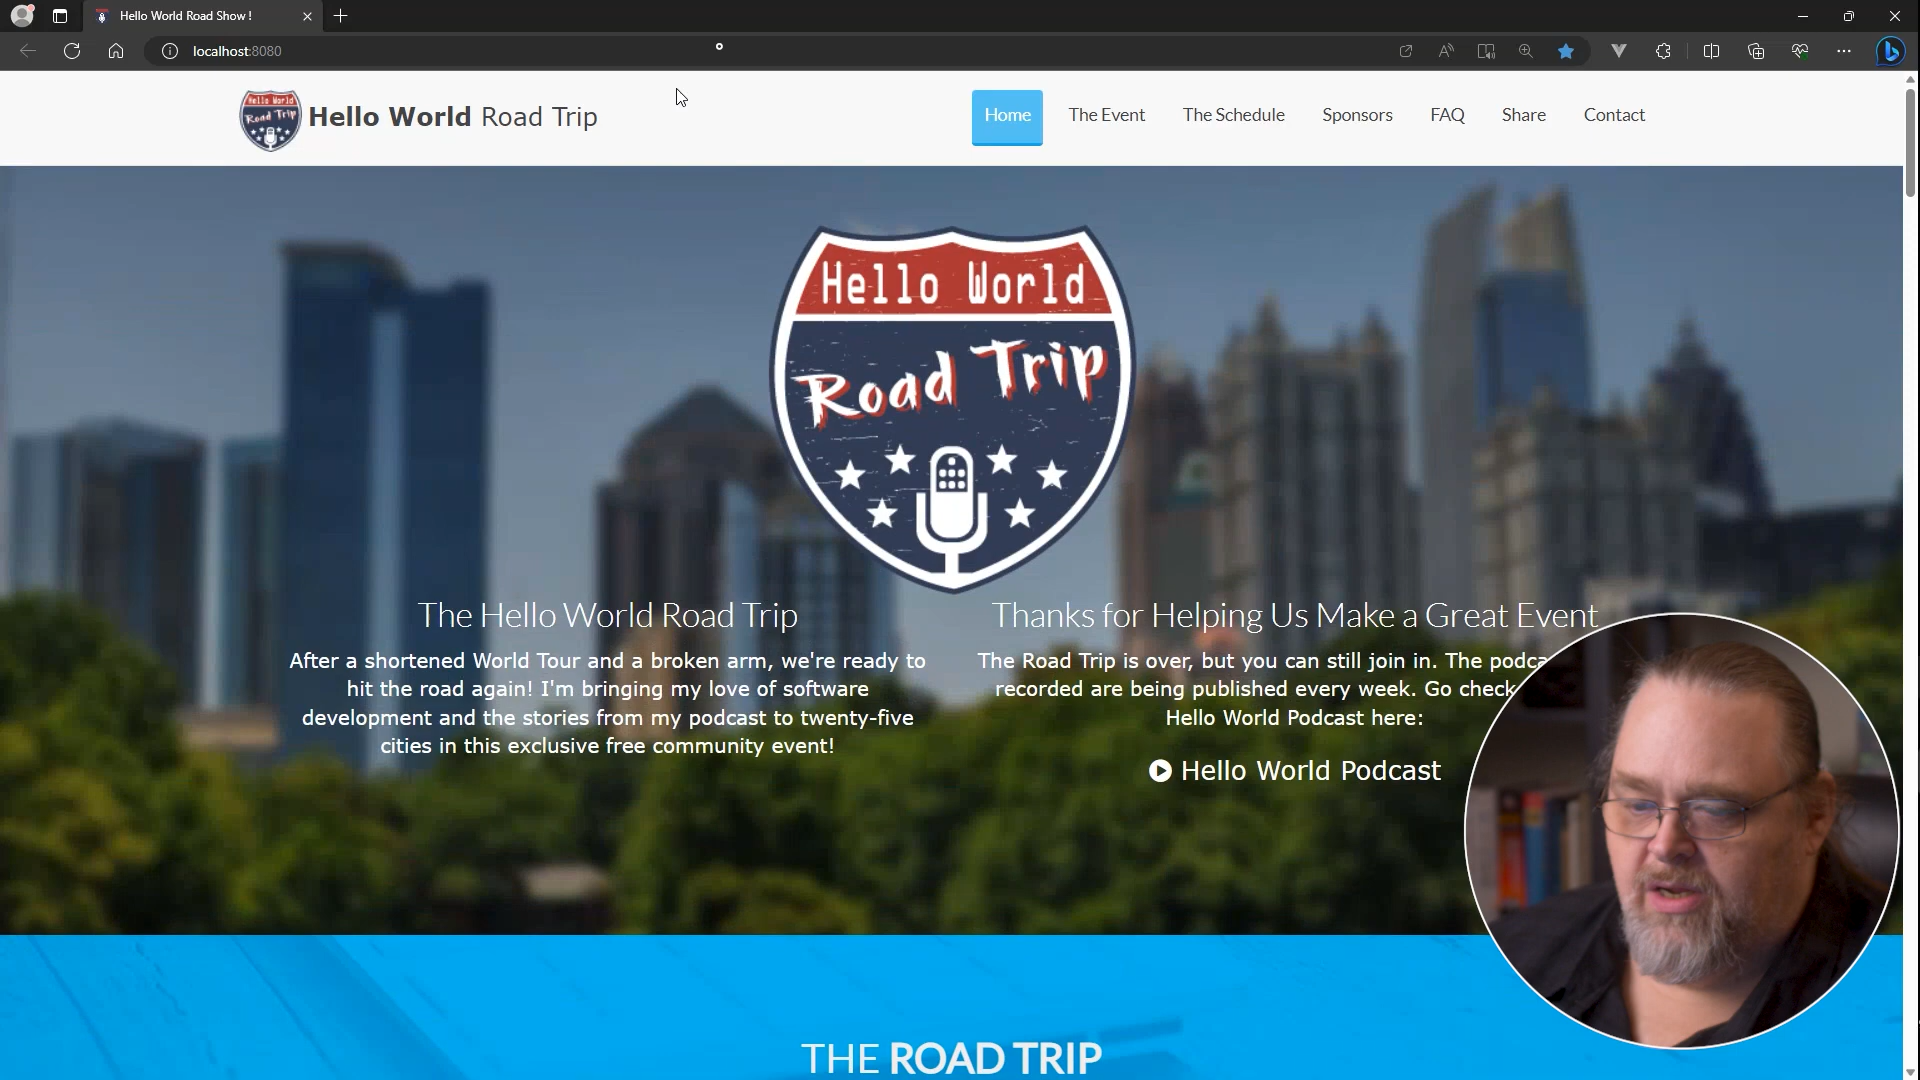 Hello World Road Show !
localhost:8080
Hello World
Road Trip
Hello World Road Trip
Home
The Event
The Schedule
Sponsors
FAQ
Share
Contact
Hello World
Road Trip
The Hello World Road Trip
After a shortened World Tour and a broken arm, we're ready to
hit the road again! I'm bringing my love of software
development and the stories from my podcast to twenty-five
cities in this exclusive free community event!
Thanks for Helping Us Make a Great Event
The Road Trip is over, but you can still join in. The
recorded are being published every week. Go check
Hello World Podcast here:
Hello World Podcast
THE ROAD TRIP